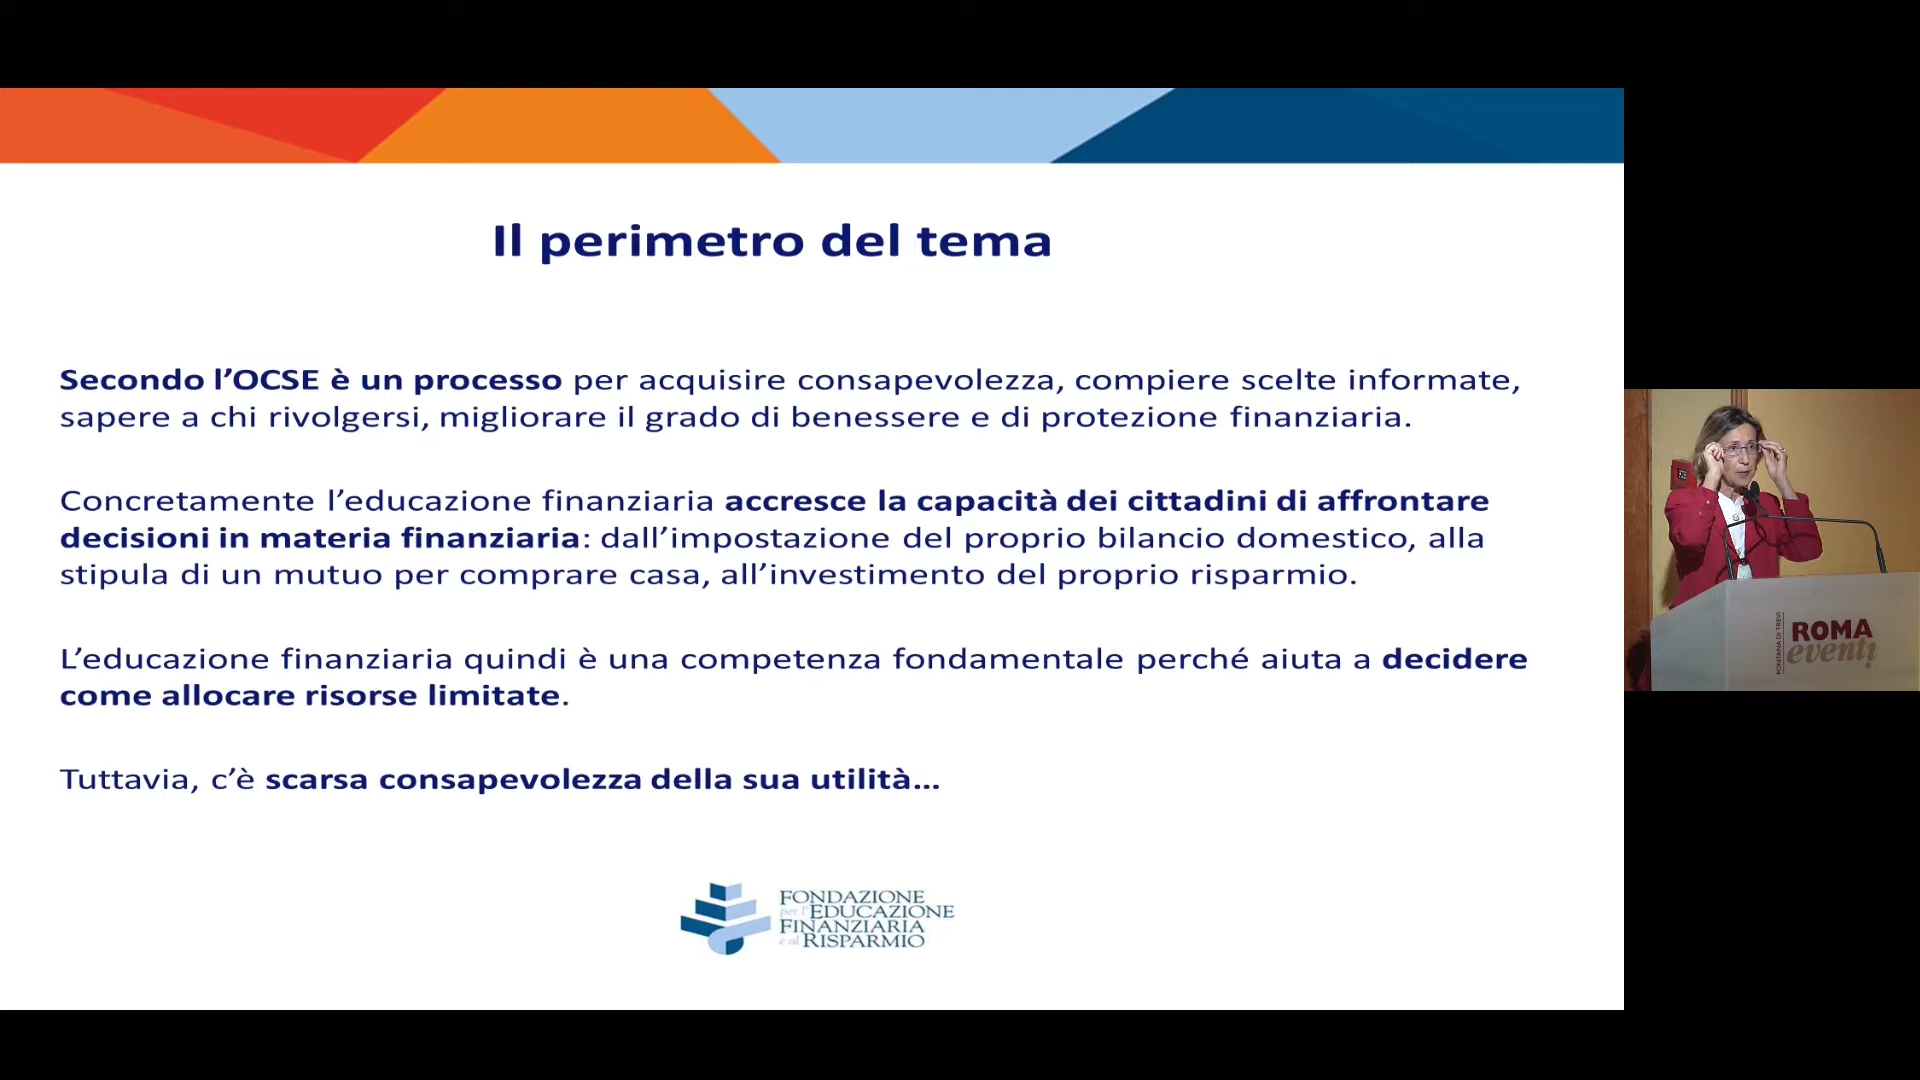 Il perimetro del tema
Secondo l’OCSE è un processo per acquisire consapevolezza, compiere scelte informate,
sapere a chi rivolgersi, migliorare il grado di benessere e di protezione finanziaria.
Concretamente l’educazione finanziaria accresce la capacità dei cittadini di affrontare
decisioni in materia finanziaria: dall’impostazione del proprio bilancio domestico, alla
stipula di un mutuo per comprare casa, all’investimento del proprio risparmio.
L’educazione finanziaria quindi è una competenza fondamentale perché aiuta a decidere
come allocare risorse limitate.
Tuttavia, c’è scarsa consapevolezza della sua utilità...
FONDAZIONE
per l’EDUCAZIONE
FINANZIARIA
e al RISPARMIO
FONTANA DI TREVI
ROMA
eventi